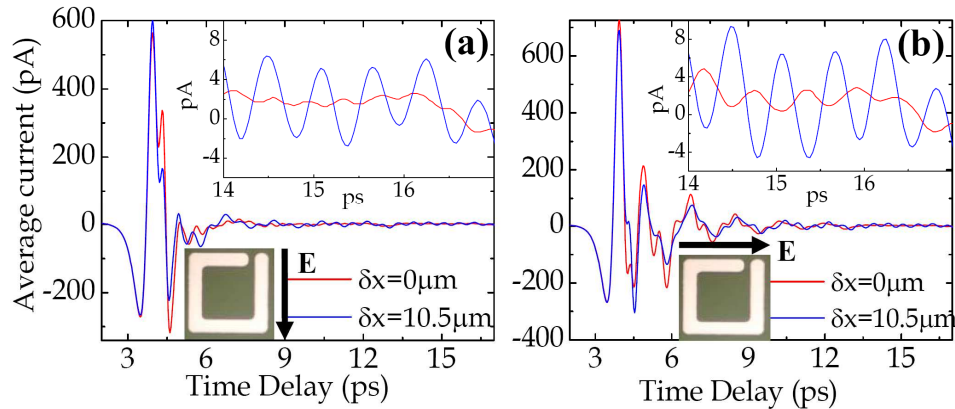 (a)
600
400
200
0
-200
Average current (pA)
3
6
9
12
15
Time Delay (ps)
8
4
0
-4
pA
14
15
16
ps
E
δx=0μm
δx=10.5μm
(b)
600
400
200
0
-200
-400
3
6
9
12
15
Time Delay (ps)
8
4
0
-4
pA
14
15
16
ps
E
δx=0μm
δx=10.5μm